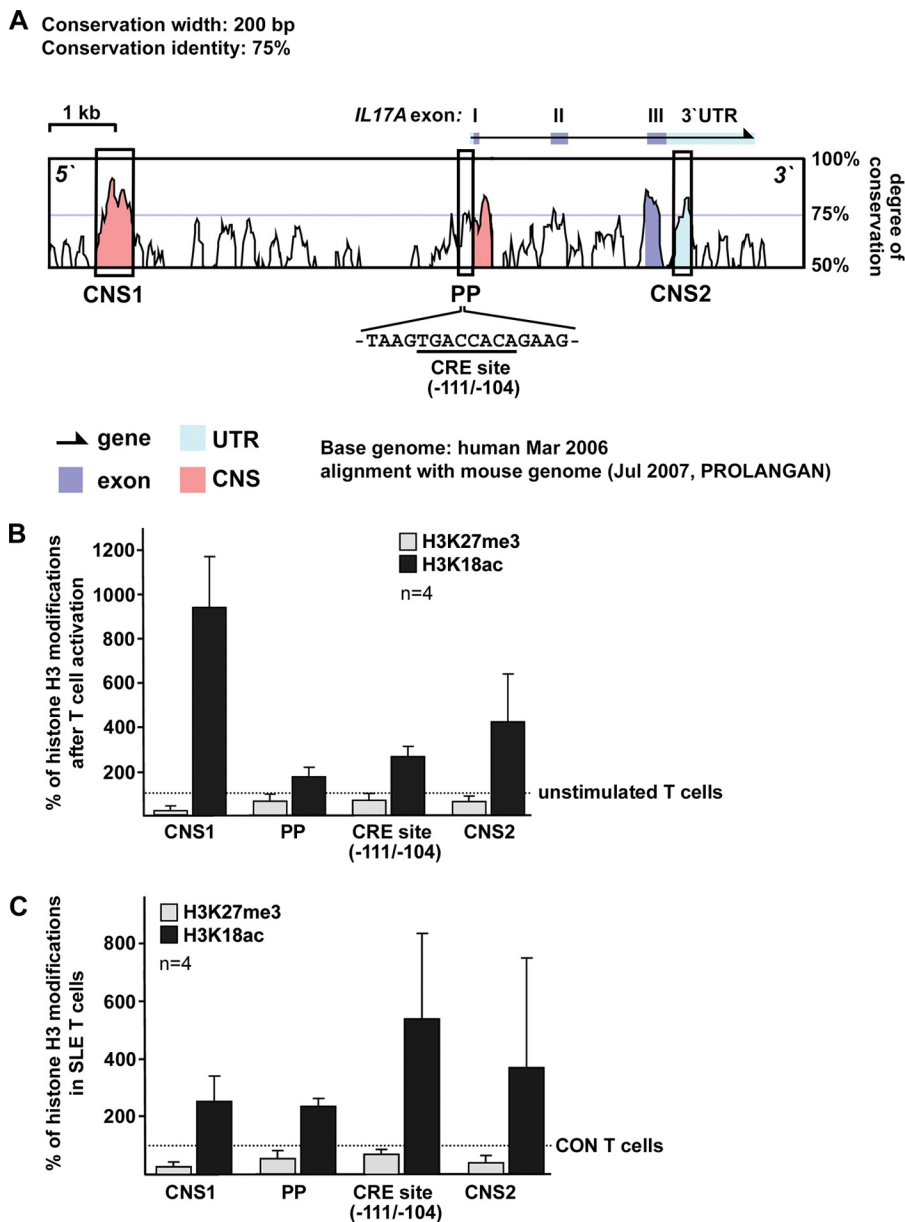 A
Conservation width: 200 bp
Conservation identity: 75%
1 kb
IL17A exon: I II III 3`UTR
5` 3`
100%
75%
50%
degree of conservation
CNS1 PP CNS2
-TAAGTGACCACAGAAG-
CRE site
(-111/-104)
gene UTR
exon CNS
Base genome: human Mar 2006
alignment with mouse genome (Jul 2007, PROLANGAN)
B
% of histone H3 modifications
after T cell activation
1200
1000
800
600
400
200
H3K27me3
H3K18ac
n=4
unstimulated T cells
CNS1 PP CRE site CNS2
(-111/-104)
C
% of histone H3 modifications
in SLE T cells
800
600
400
200
H3K27me3
H3K18ac
n=4
CON T cells
CNS1 PP CRE site CNS2
(-111/-104)